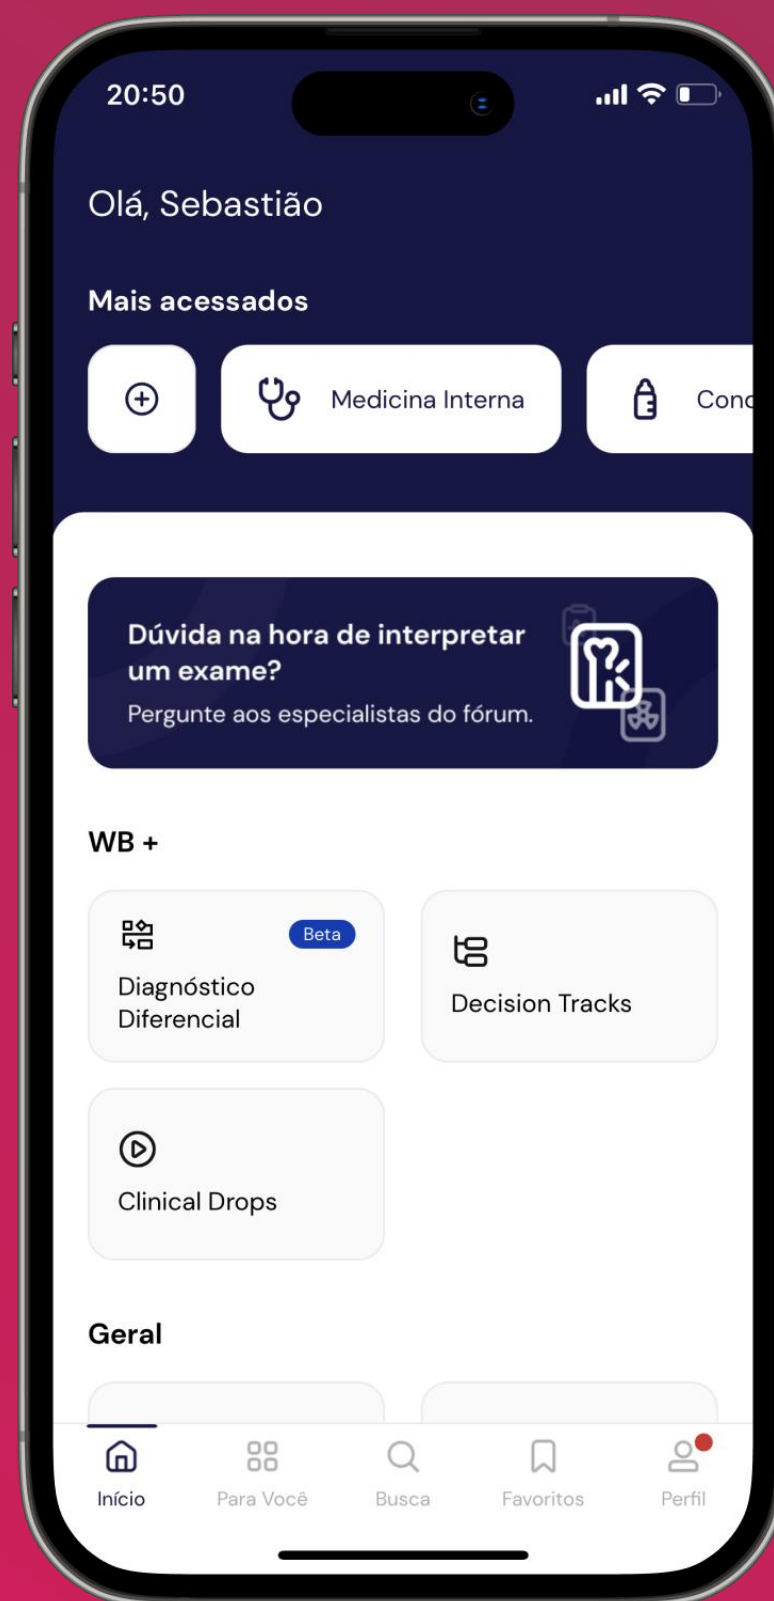 20:50
Olá, Sebastião
Mais acessados
Medicina Interna
Dúvida na hora de interpretar
um exame?
Pergunte aos especialistas do fórum.
WB +
Beta
Diagnóstico
Diferencial
Decision Tracks
Clinical Drops
Geral
Início
Para Você
Busca
Favoritos
Perfil